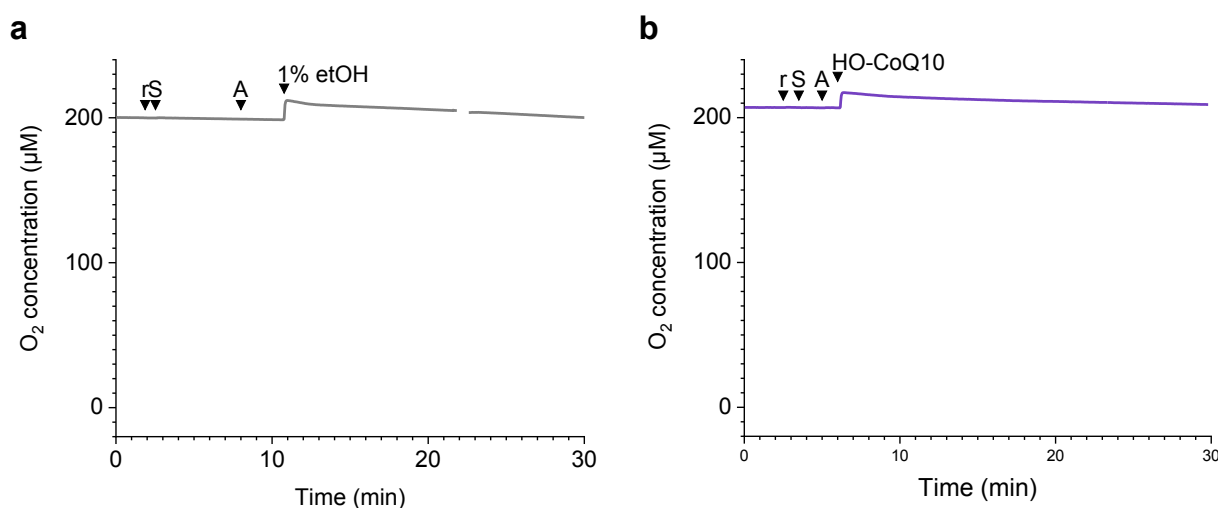 a
1% etOH
rS
A
200
100
0
O₂ concentration (µM)
0
10
20
30
Time (min)
b
HO-CoQ10
r S A
200
100
0
O₂ concentration (µM)
0
10
20
30
Time (min)